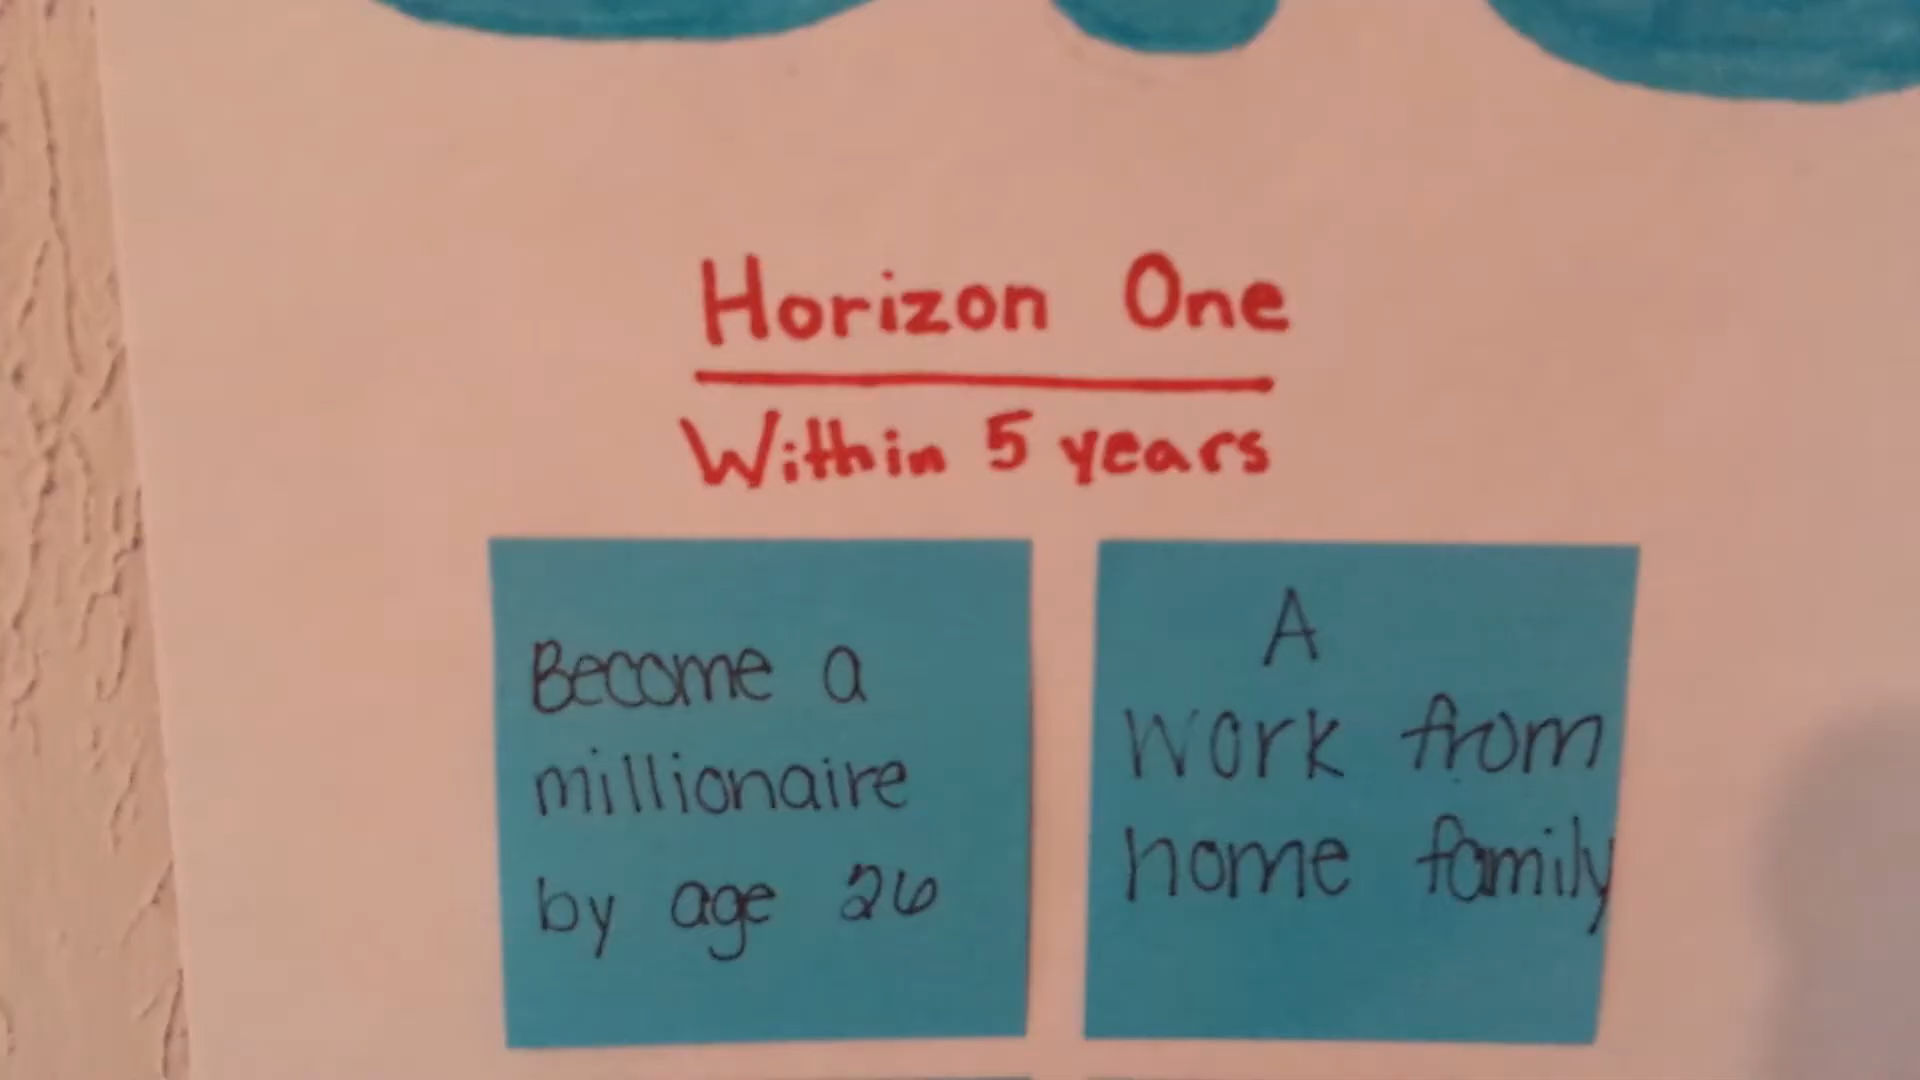 Horizon One
Within 5 years
Become a
millionaire
by age 26
A
Work from
home family